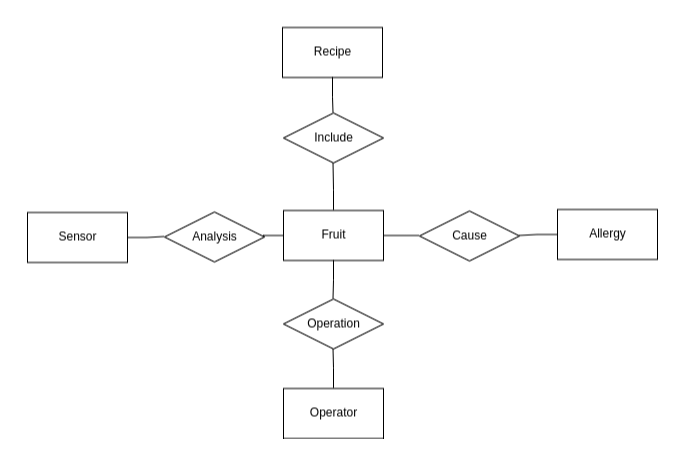 Recipe
Include
Sensor
Analysis
Fruit
Cause
Allergy
Operation
Operator